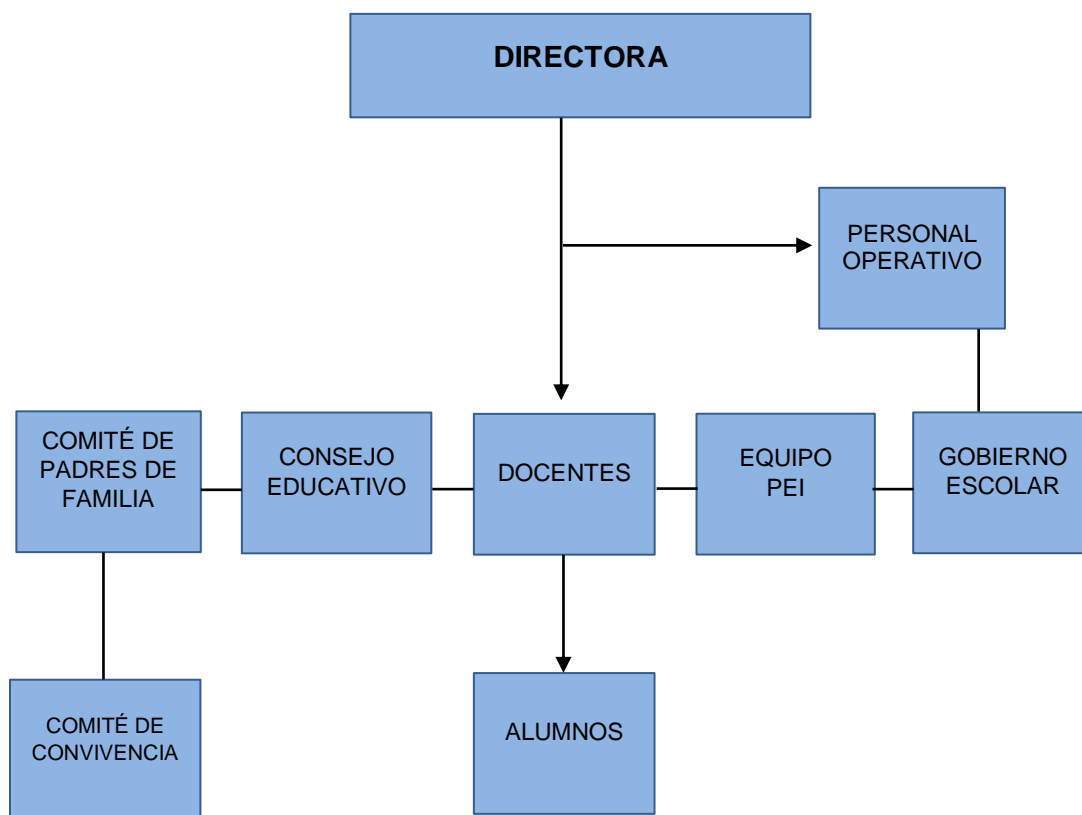 DIRECTORA
PERSONAL
OPERATIVO
COMITÉ DE
PADRES DE
FAMILIA
CONSEJO
EDUCATIVO
DOCENTES
EQUIPO
PEI
GOBIERNO
ESCOLAR
COMITÉ DE
CONVIVENCIA
ALUMNOS